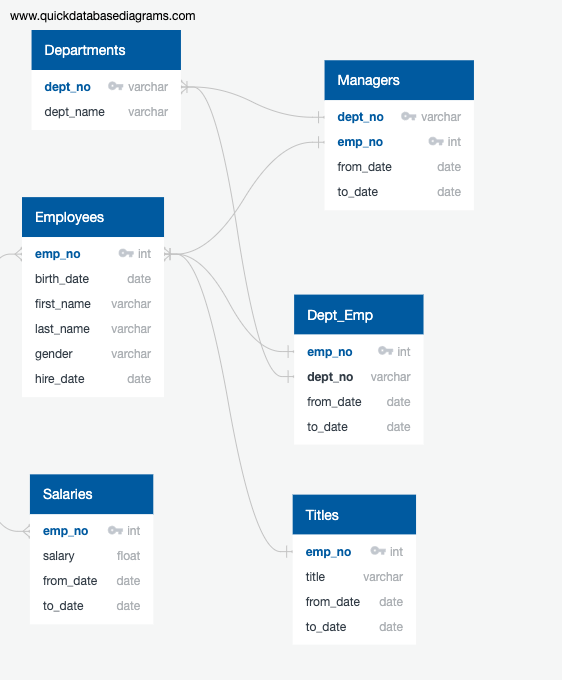 www.quickdatabasediagrams.com
Departments
dept_no varchar
dept_name varchar
Managers
dept_no varchar
emp_no int
from_date date
to_date date
Employees
emp_no int
birth_date date
first_name varchar
last_name varchar
gender varchar
hire_date date
Dept_Emp
emp_no int
dept_no varchar
from_date date
to_date date
Salaries
emp_no int
salary float
from_date date
to_date date
Titles
emp_no int
title varchar
from_date date
to_date date